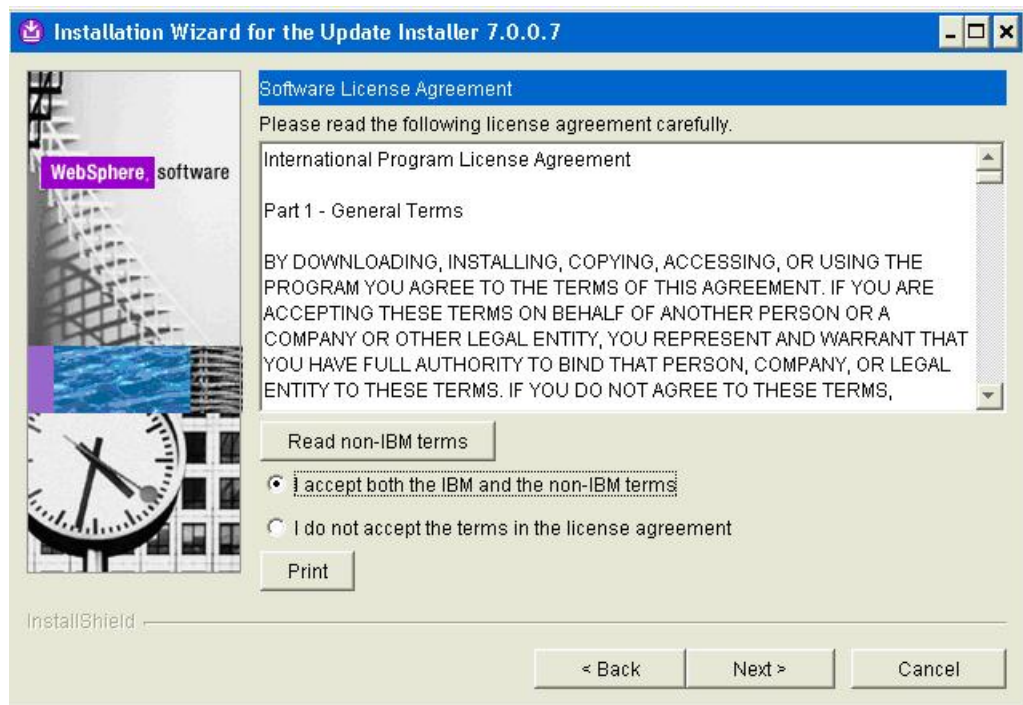 Installation Wizard for the Update Installer 7.0.0.7
WebSphere. software
Software License Agreement
Please read the following license agreement carefully.
International Program License Agreement
Part 1 - General Terms
BY DOWNLOADING, INSTALLING, COPYING, ACCESSING, OR USING THE
PROGRAM YOU AGREE TO THE TERMS OF THIS AGREEMENT. IF YOU ARE
ACCEPTING THESE TERMS ON BEHALF OF ANOTHER PERSON OR A
COMPANY OR OTHER LEGAL ENTITY, YOU REPRESENT AND WARRANT THAT
YOU HAVE FULL AUTHORITY TO BIND THAT PERSON, COMPANY, OR LEGAL
ENTITY TO THESE TERMS. IF YOU DO NOT AGREE TO THESE TERMS,
Read non-IBM terms
I accept both the IBM and the non-IBM terms
I do not accept the terms in the license agreement
Print
InstallShield
< Back
Next >
Cancel